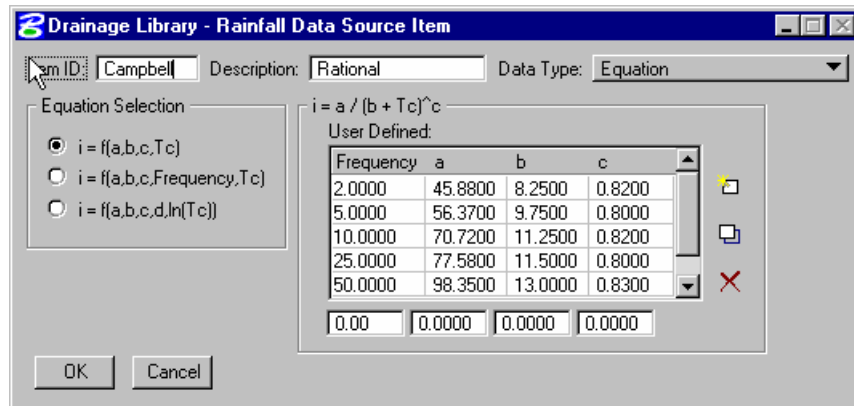 Drainage Library - Rainfall Data Source Item
Item ID: Campbell Description: Rational Data Type: Equation
Equation Selection
i = f(a,b,c,Tc)
i = f(a,b,c,Frequency,Tc)
i = f(a,b,c,d,ln(Tc))
i = a / (b + Tc)^c
User Defined:
Frequency a b c
2.0000 45.8800 8.2500 0.8200
5.0000 56.3700 9.7500 0.8000
10.0000 70.7200 11.2500 0.8200
25.0000 77.5800 11.5000 0.8000
50.0000 98.3500 13.0000 0.8300
0.00 0.0000 0.0000 0.0000
OK Cancel